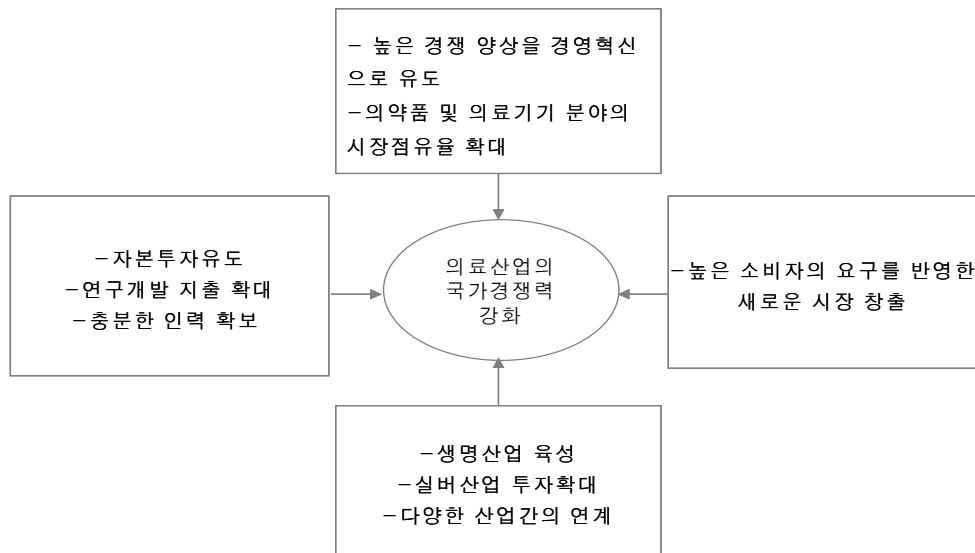 – 높은 경쟁 양상을 경영혁신
으로 유도
–의약품 및 의료기기 분야의
시장점유율 확대
–자본투자유도
–연구개발 지출 확대
–충분한 인력 확보
의료산업의
국가경쟁력
강화
–높은 소비자의 요구를 반영한
새로운 시장 창출
–생명산업 육성
–실버산업 투자확대
–다양한 산업간의 연계